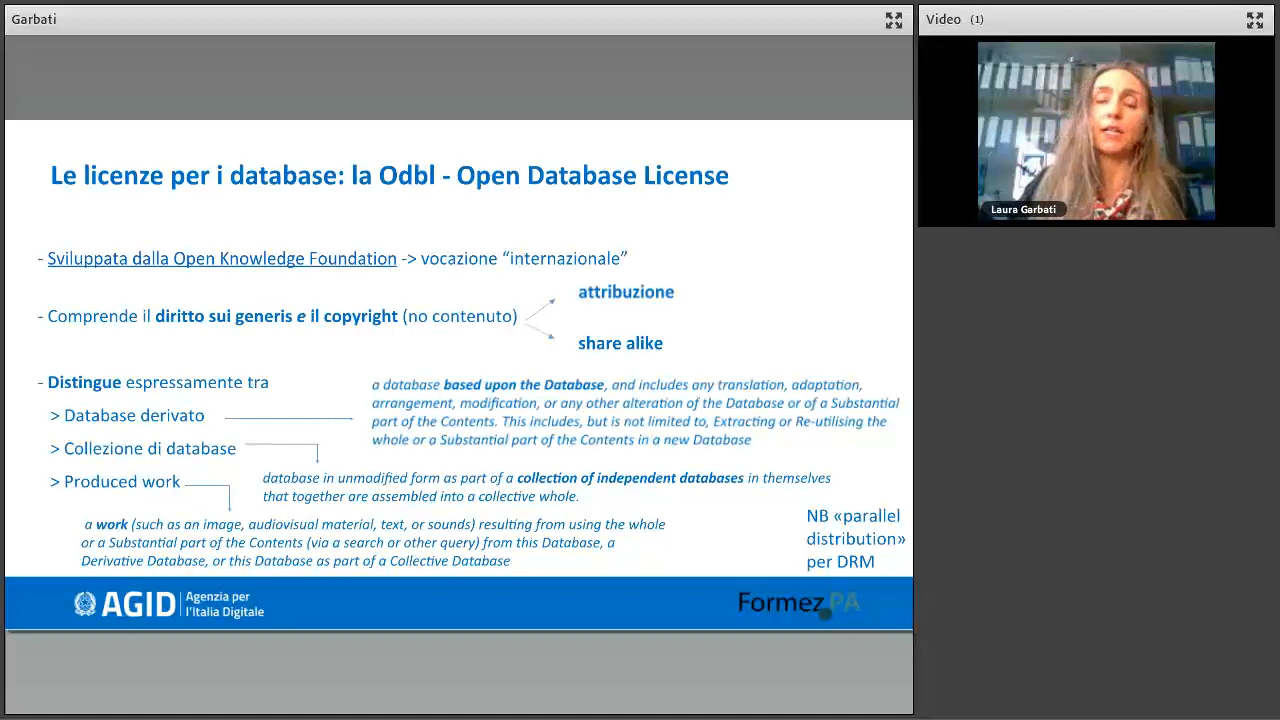 Garbati
Video (1)
Laura Garbati
Le licenze per i database: la Odbl - Open Database License
- Sviluppata dalla Open Knowledge Foundation -> vocazione “internazionale”
- Comprende il diritto sui generis e il copyright (no contenuto)
attribuzione
share alike
- Distingue espressamente tra
> Database derivato
a database based upon the Database, and includes any translation, adaptation,
arrangement, modification, or any other alteration of the Database or of a Substantial
part of the Contents. This includes, but is not limited to, Extracting or Re-utilising the
whole or a Substantial part of the Contents in a new Database
> Collezione di database
database in unmodified form as part of a collection of independent databases in themselves
that together are assembled into a collective whole.
> Produced work
a work (such as an image, audiovisual material, text, or sounds) resulting from using the whole
or a Substantial part of the Contents (via a search or other query) from this Database, a
Derivative Database, or this Database as part of a Collective Database
NB «parallel
distribution»
per DRM
AGID
Agenzia per
l'Italia Digitale
Formez PA